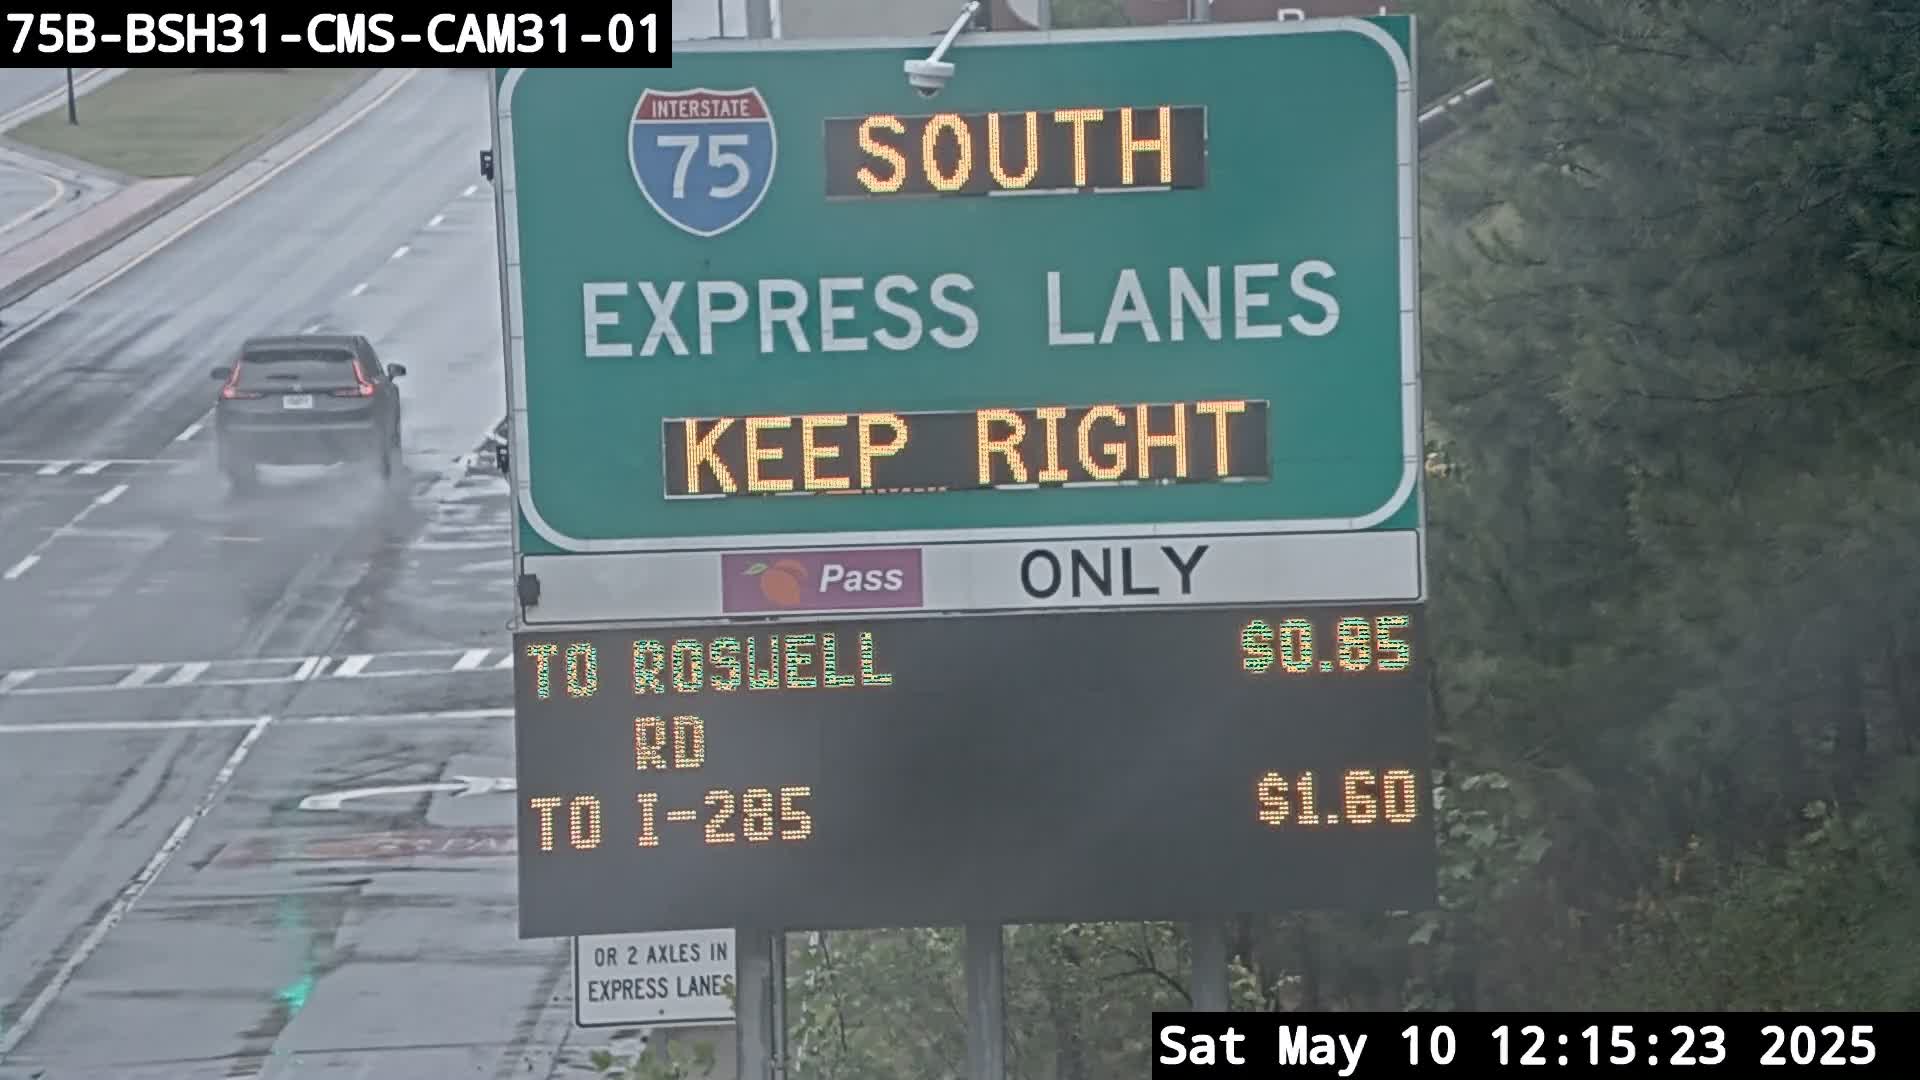 75B-BSH31-CMS-CAM31-01
INTERSTATE
75
SOUTH
EXPRESS LANES
KEEP RIGHT
Pass ONLY
TO ROSWELL $0.85
RD
TO I-285 $1.60
OR 2 AXLES IN
EXPRESS LANES
Sat May 10 12:15:23 2025